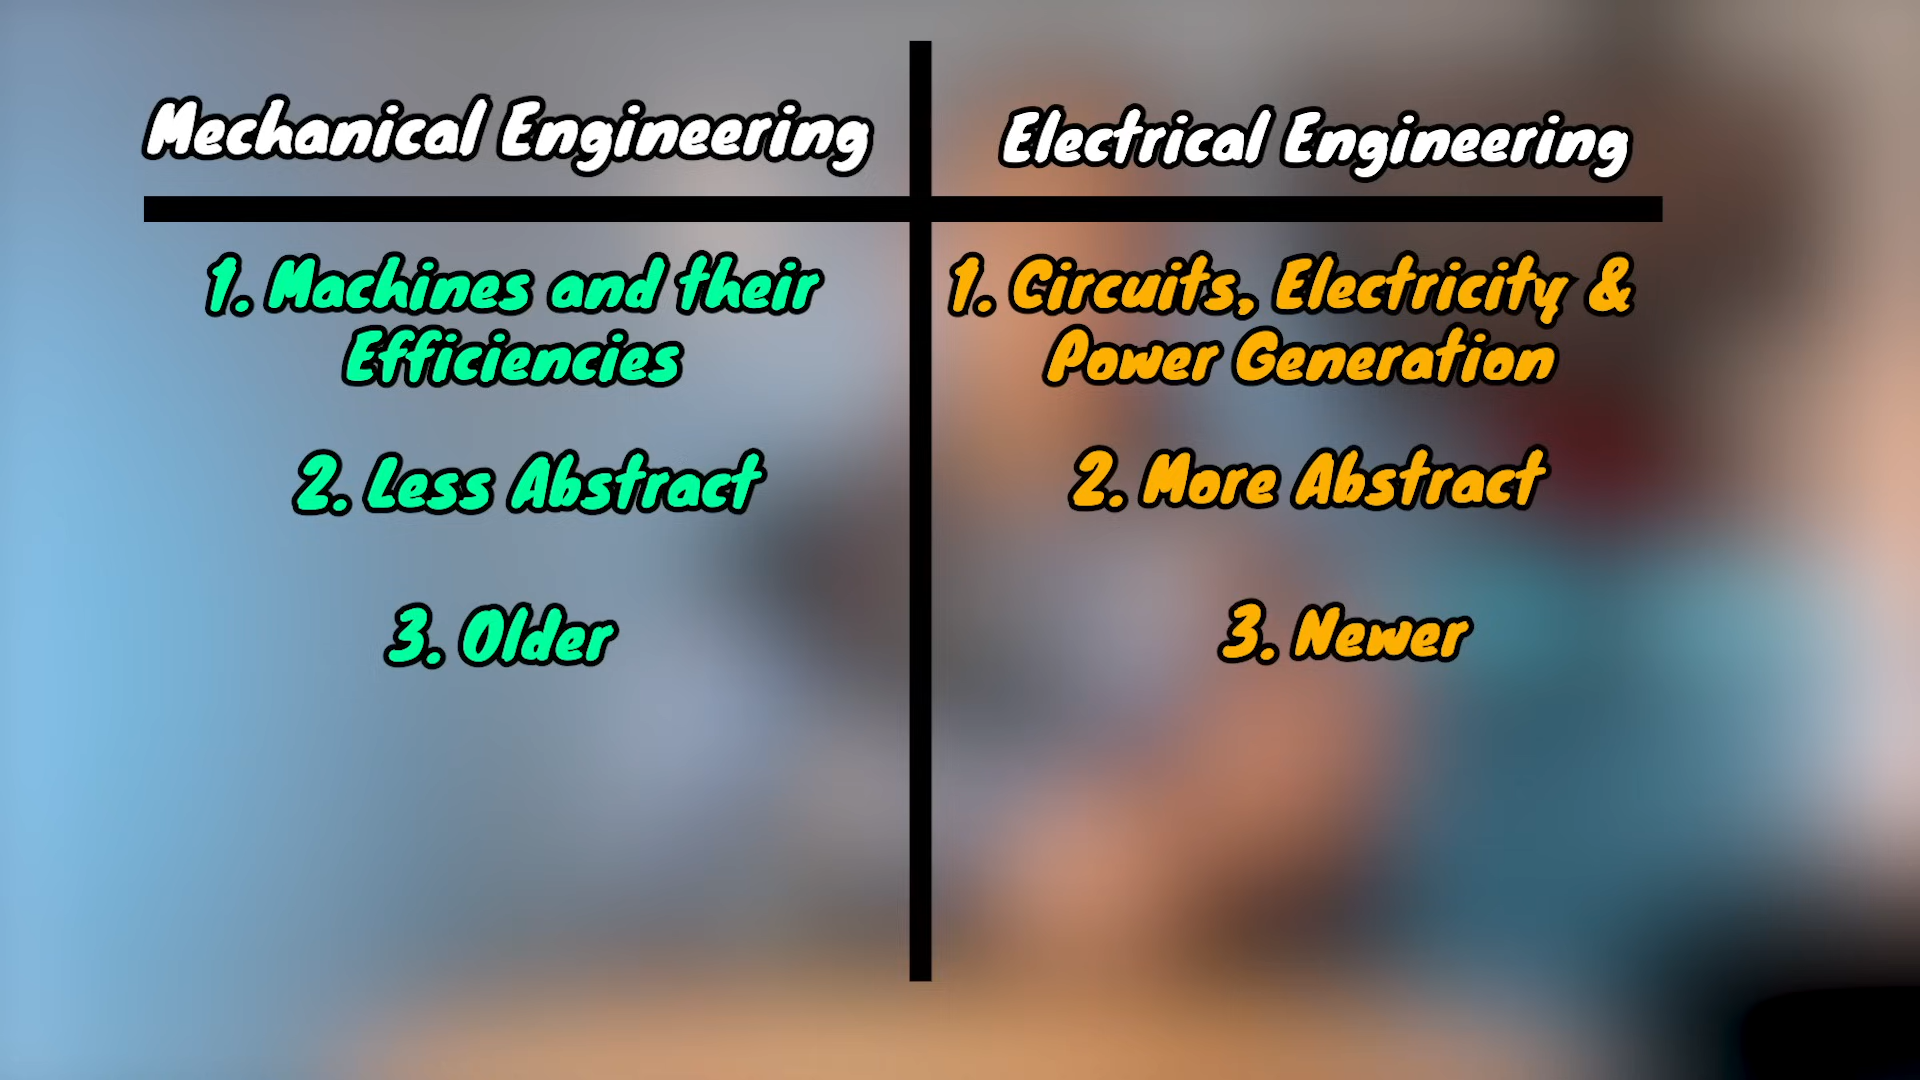 Mechanical Engineering
Electrical Engineering
1. Machines and their
Efficiencies
1. Circuits, Electricity &
Power Generation
2. Less Abstract
2. More Abstract
3. Older
3. Newer